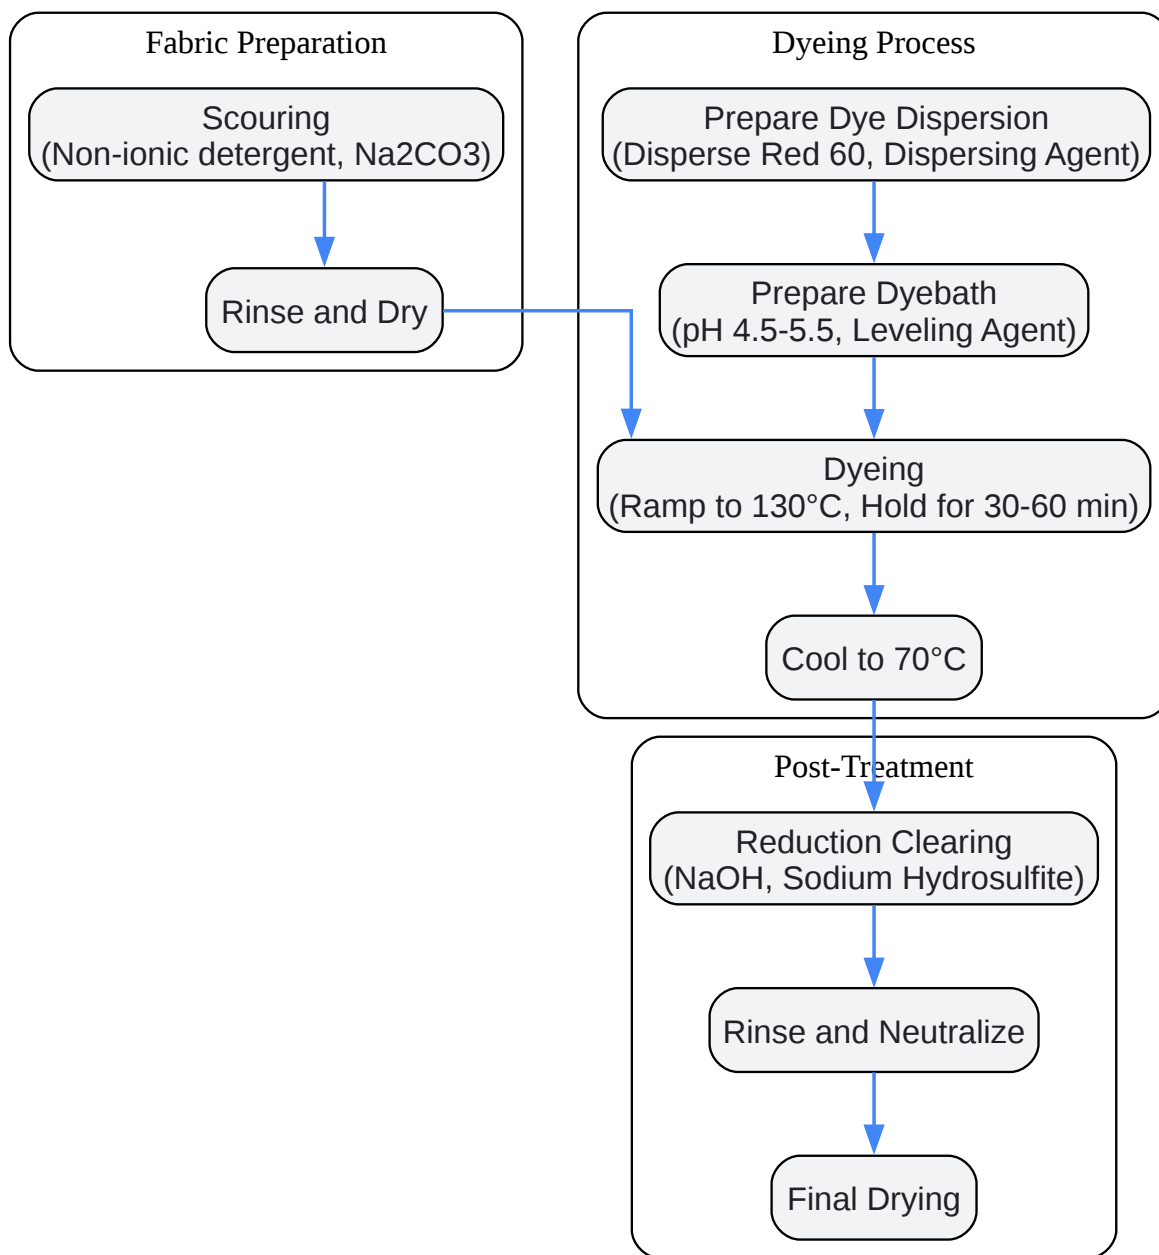 Fabric Preparation
Scouring
(Non-ionic detergent, Na2CO3)
Rinse and Dry
Dyeing Process
Prepare Dye Dispersion
(Disperse Red 60, Dispersing Agent)
Prepare Dyebath
(pH 4.5-5.5, Leveling Agent)
Dyeing
(Ramp to 130°C, Hold for 30-60 min)
Cool to 70°C
Post-Treatment
Reduction Clearing
(NaOH, Sodium Hydrosulfite)
Rinse and Neutralize
Final Drying